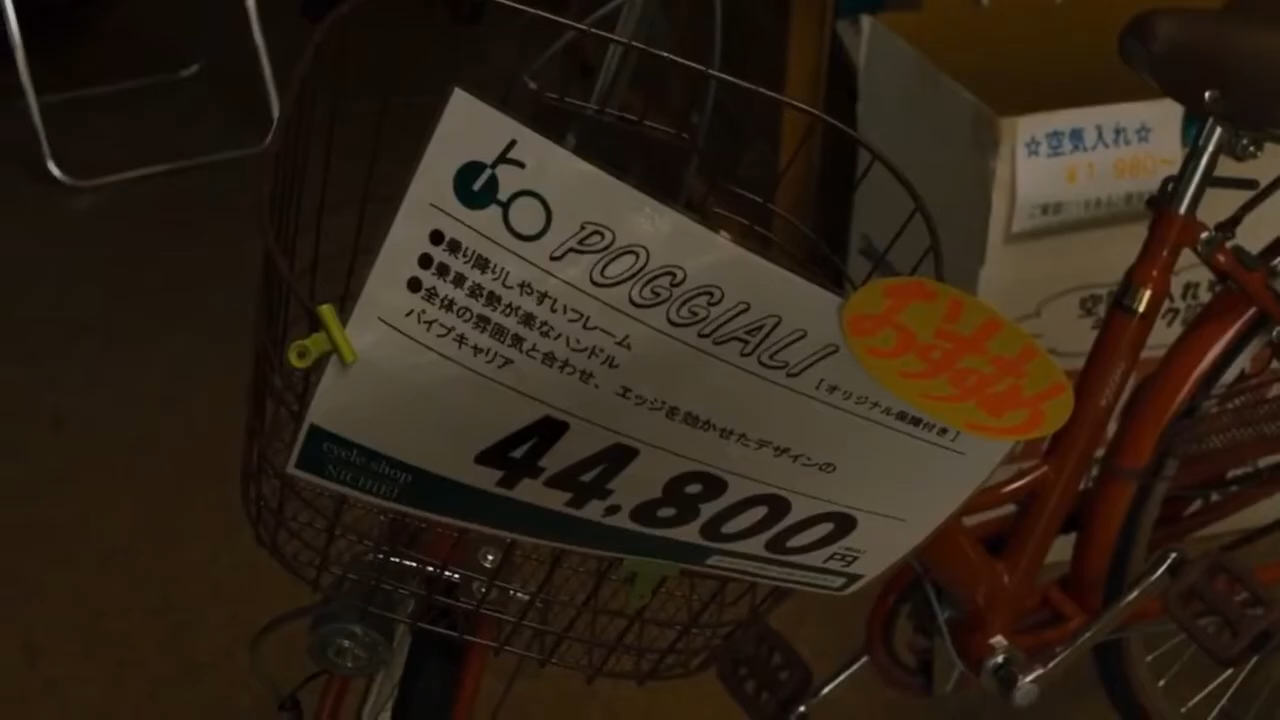 POGGIALI
[オリジナル保障付き]
●乗り降りしやすいフレーム
●乗車姿勢が楽なハンドル
●全体の雰囲気と合わせ、エッジを効かせたデザインの
パイプキャリア
おすすめ
44,800円
cycle shop
NICHIEI
☆空気入れ☆
¥1,980~